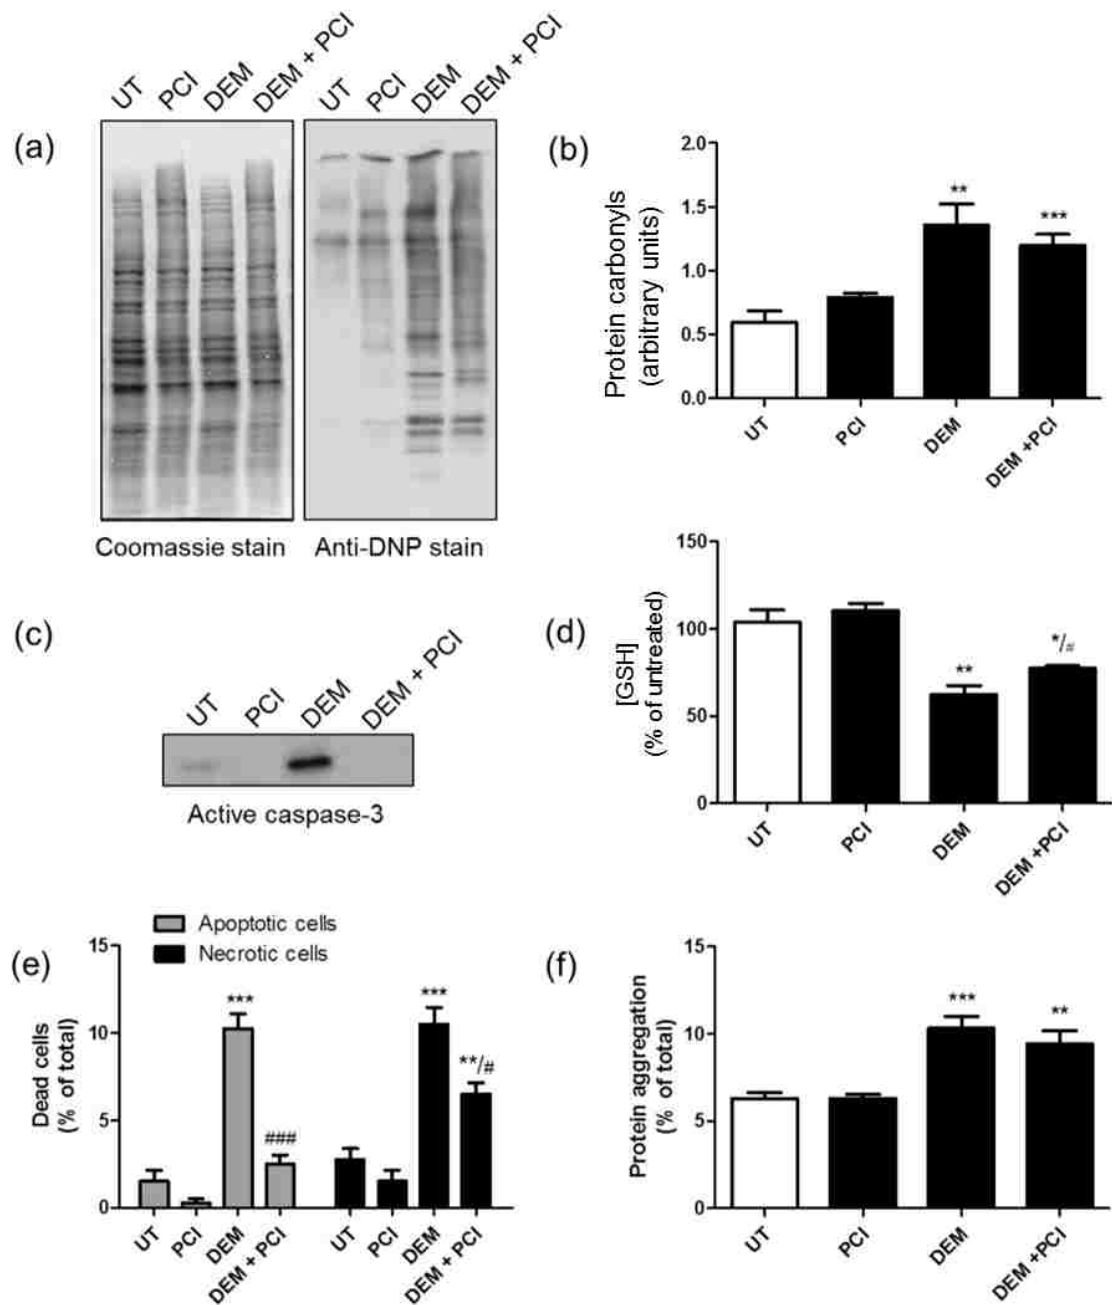 (a)
UT PCI DEM DEM + PCI
UT PCI DEM DEM + PCI
Coomassie stain
Anti-DNP stain
(b)
Protein carbonyls
(arbitrary units)
2.0
1.5
1.0
0.5
0.0
**
***
UT PCI DEM DEM +PCI
(c)
UT PCI DEM DEM + PCI
Active caspase-3
(d)
[GSH]
(% of untreated)
150
100
50
0
**
*/#
UT PCI DEM DEM +PCI
(e)
Apoptotic cells
Necrotic cells
Dead cells
(% of total)
15
10
5
0
***
###
***
**/#
UT PCI DEM DEM + PCI UT PCI DEM DEM + PCI
(f)
Protein aggregation
(% of total)
15
10
5
0
***
**
UT PCI DEM DEM +PCI